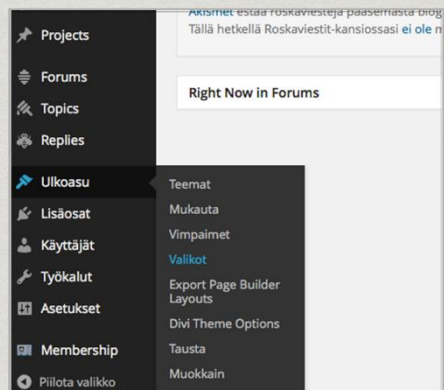 Projects
Forums
Topics
Replies
Ulkoasu
Lisäosat
Käyttäjät
Työkalut
Asetukset
Membership
Piilota valikko
Teemat
Mukauta
Vimpaimet
Valikot
Export Page Builder
Layouts
Divi Theme Options
Tausta
Muokkain
Akismet estää roskaviestejä pääsemästä blog
Tällä hetkellä Roskaviestit-kansiossasi ei ole
Right Now in Forums